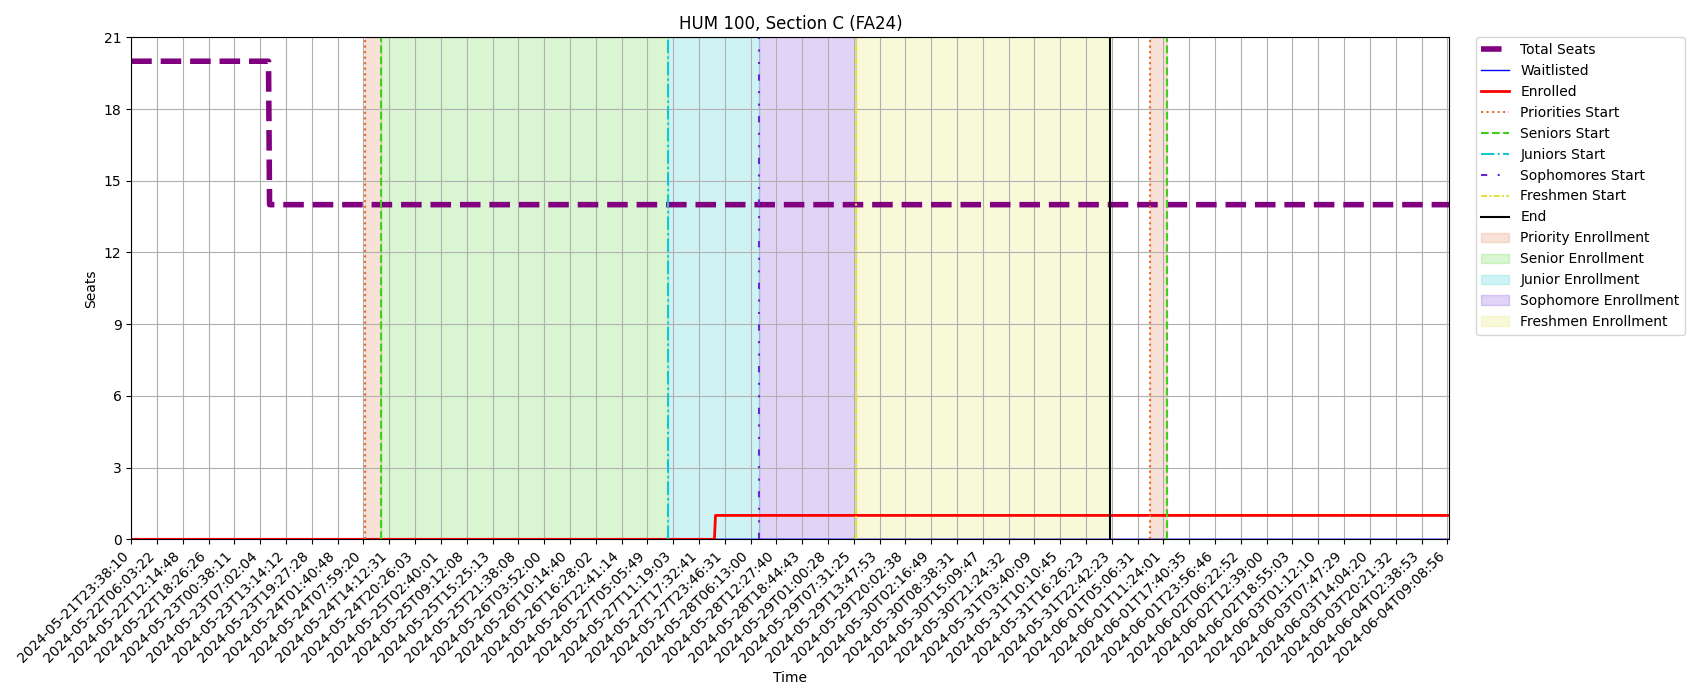 HUM 100, Section C (FA24)
Seats
21
18
15
12
9
6
3
0
2024-05-21T23:38:10
2024-05-22T06:03:22
2024-05-22T12:14:48
2024-05-22T18:26:26
2024-05-23T00:38:11
2024-05-23T07:02:04
2024-05-23T13:14:12
2024-05-23T19:27:28
2024-05-24T01:40:48
2024-05-24T07:59:20
2024-05-24T14:12:31
2024-05-24T20:26:03
2024-05-25T02:40:01
2024-05-25T09:12:08
2024-05-25T15:25:13
2024-05-25T21:38:08
2024-05-26T03:52:00
2024-05-26T10:14:40
2024-05-26T16:28:02
2024-05-26T22:41:14
2024-05-27T05:05:49
2024-05-27T11:19:03
2024-05-27T17:32:41
2024-05-27T23:46:31
2024-05-28T06:13:00
2024-05-28T12:27:40
2024-05-28T18:44:43
2024-05-29T01:00:28
2024-05-29T07:31:25
2024-05-29T13:47:53
2024-05-29T20:02:38
2024-05-30T02:16:49
2024-05-30T08:38:31
2024-05-30T15:09:47
2024-05-30T21:24:32
2024-05-31T03:40:09
2024-05-31T10:10:45
2024-05-31T16:26:23
2024-05-31T22:42:23
2024-06-01T05:06:31
2024-06-01T11:24:01
2024-06-01T17:40:35
2024-06-01T23:56:46
2024-06-02T06:22:52
2024-06-02T12:39:00
2024-06-02T18:55:03
2024-06-03T01:12:10
2024-06-03T07:47:29
2024-06-03T14:04:20
2024-06-03T20:21:32
2024-06-04T02:38:53
2024-06-04T09:08:56
Time
Total Seats
Waitlisted
Enrolled
Priorities Start
Seniors Start
Juniors Start
Sophomores Start
Freshmen Start
End
Priority Enrollment
Senior Enrollment
Junior Enrollment
Sophomore Enrollment
Freshmen Enrollment